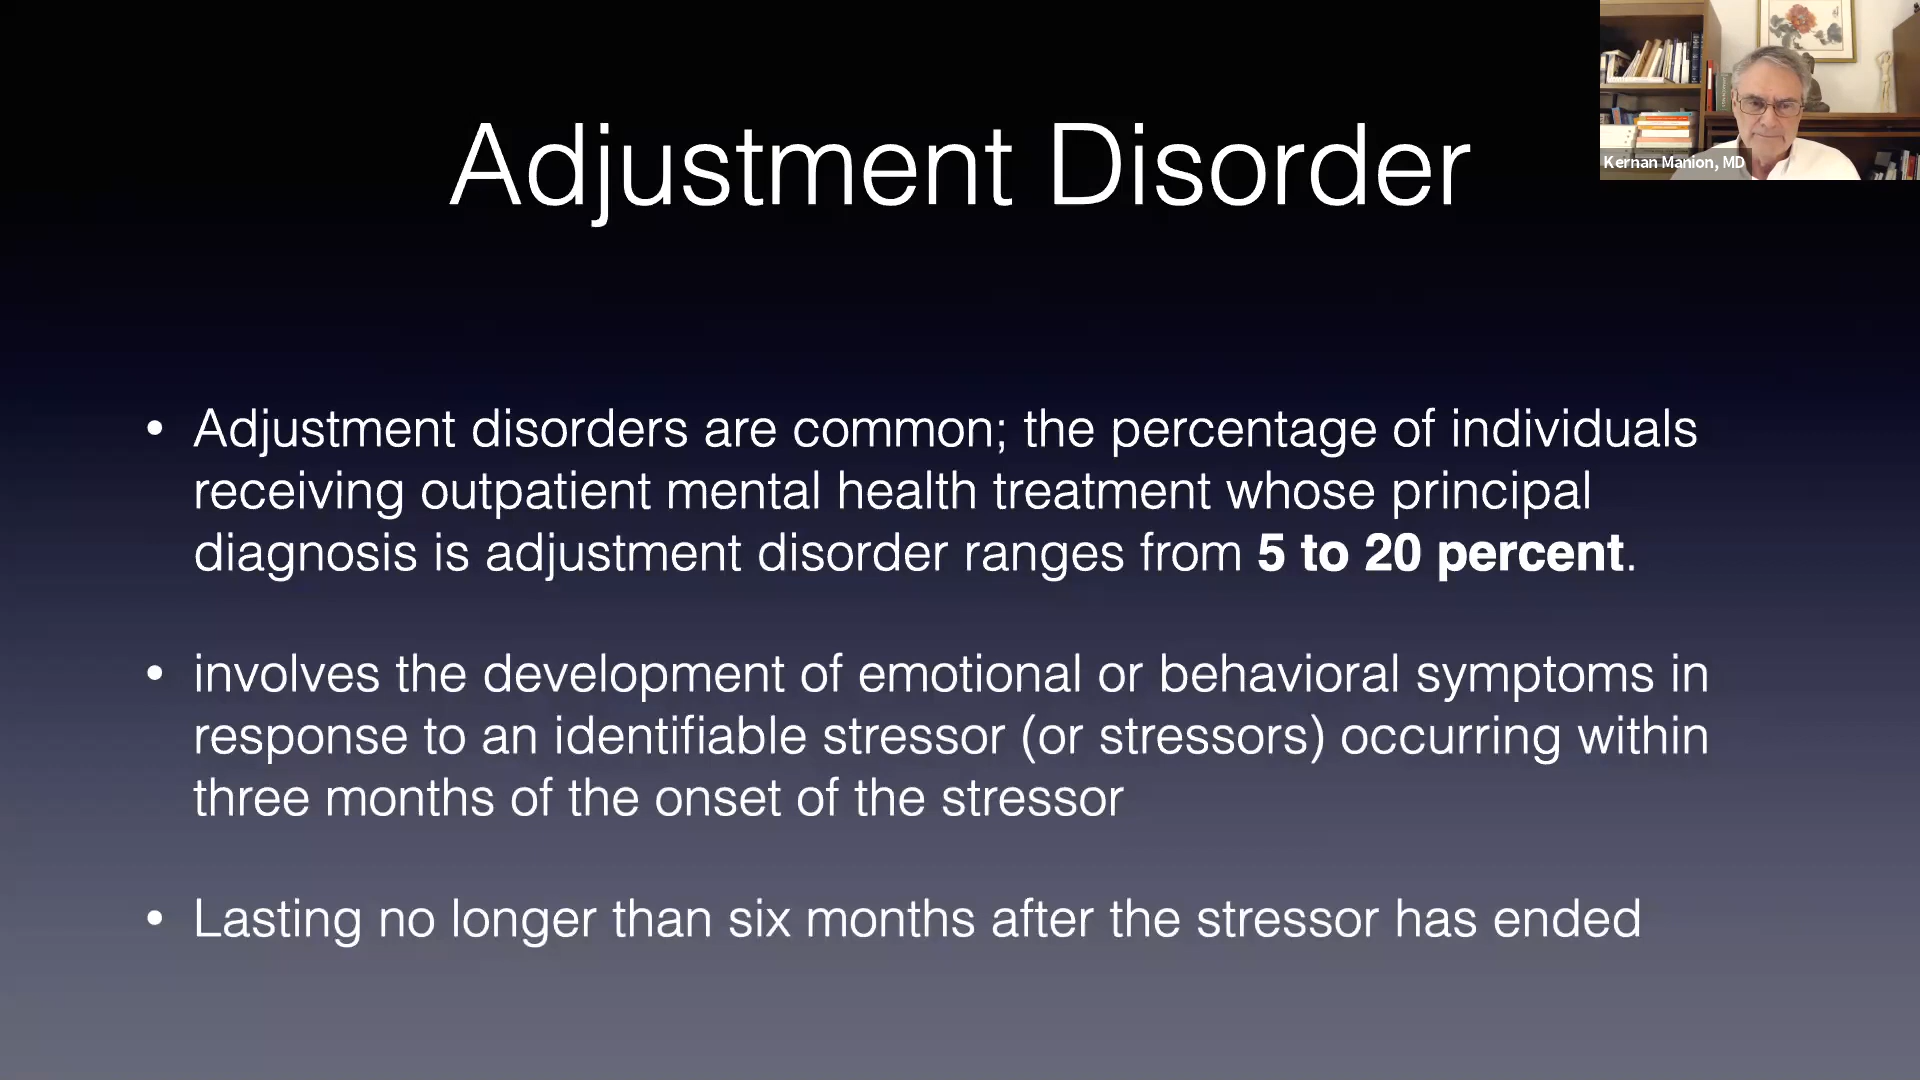 Adjustment Disorder
Kernan Manion, MD
• Adjustment disorders are common; the percentage of individuals
receiving outpatient mental health treatment whose principal
diagnosis is adjustment disorder ranges from 5 to 20 percent.
• involves the development of emotional or behavioral symptoms in
response to an identifiable stressor (or stressors) occurring within
three months of the onset of the stressor
• Lasting no longer than six months after the stressor has ended